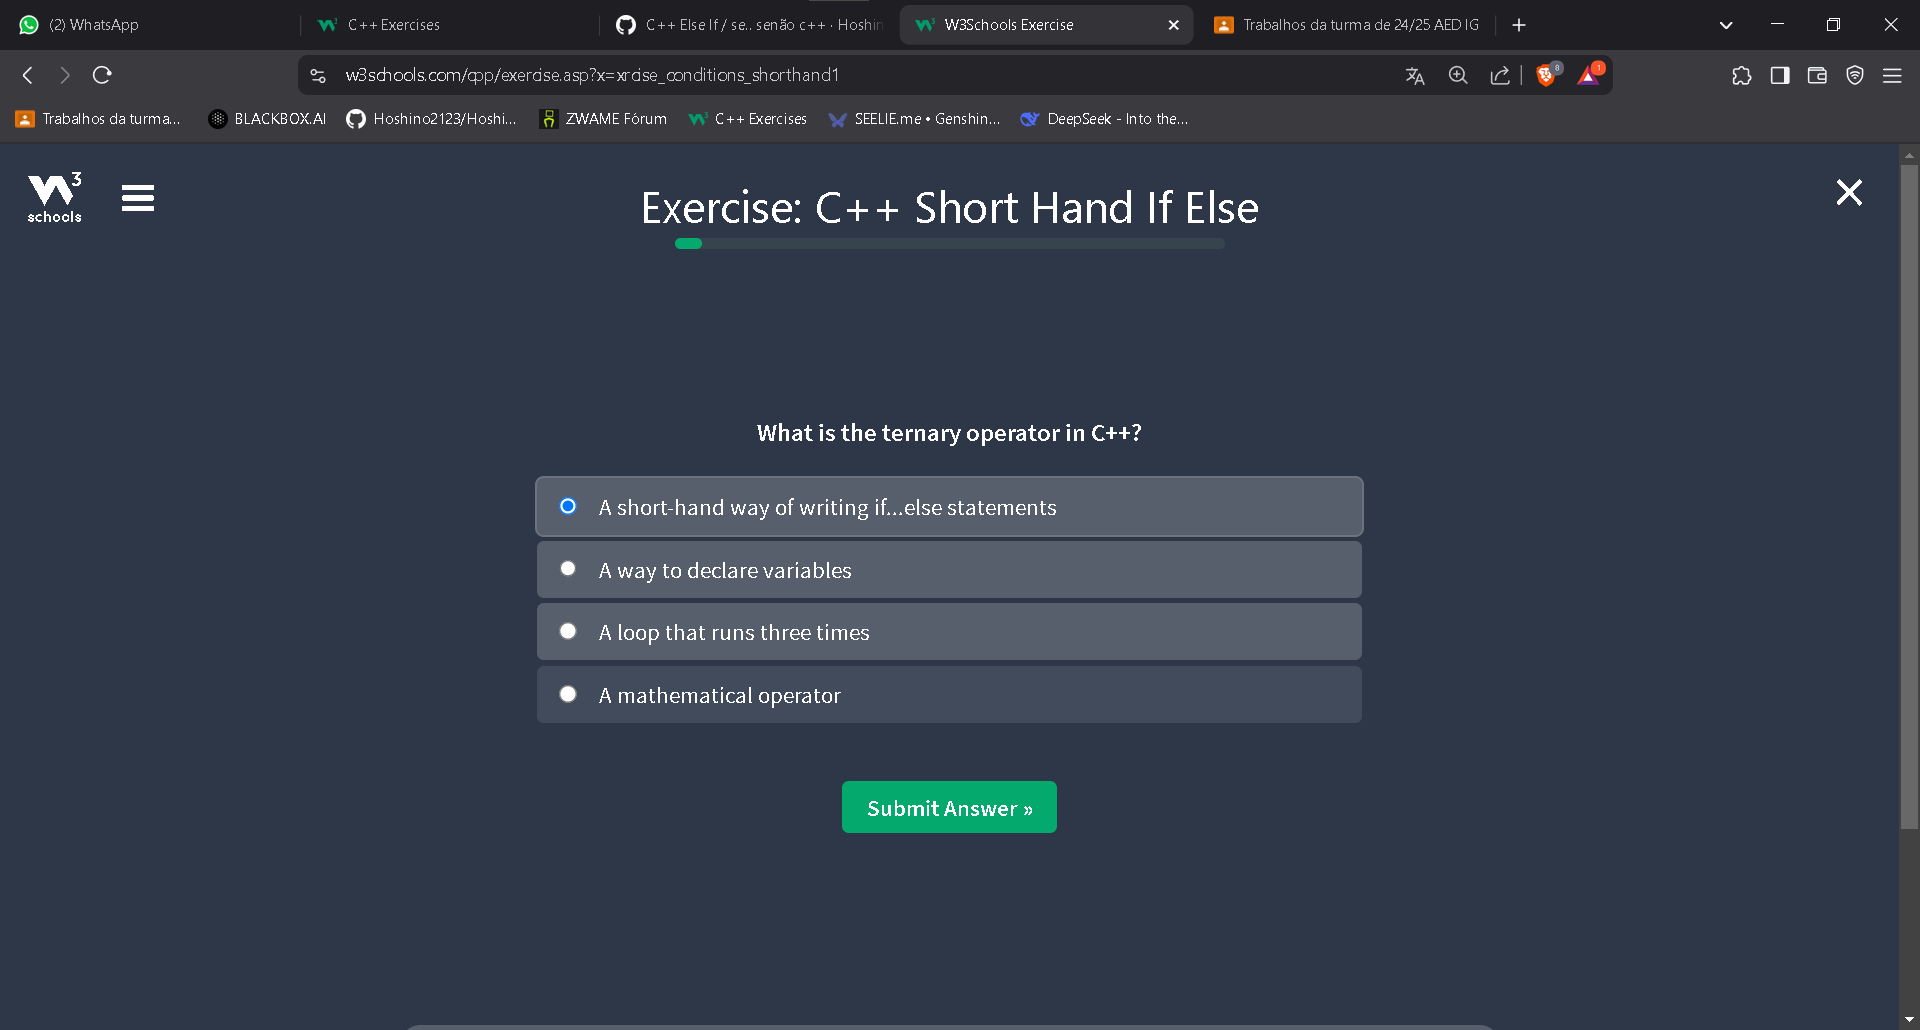 (2) WhatsApp
C++ Exercises
C++ Else If / se.. senão c++ · Hoshin
W3Schools Exercise
Trabalhos da turma de 24/25 AED IG
w3schools.com/cpp/exercise.asp?x=xrcise_conditions_shorthand1
8
1
Trabalhos da turma...
BLACKBOX.AI
Hoshino2123/Hoshi...
ZWAME Fórum
C++ Exercises
SEELIE.me • Genshin...
DeepSeek - Into the...
W3
schools
Exercise: C++ Short Hand If Else
What is the ternary operator in C++?
A short-hand way of writing if...else statements
A way to declare variables
A loop that runs three times
A mathematical operator
Submit Answer »